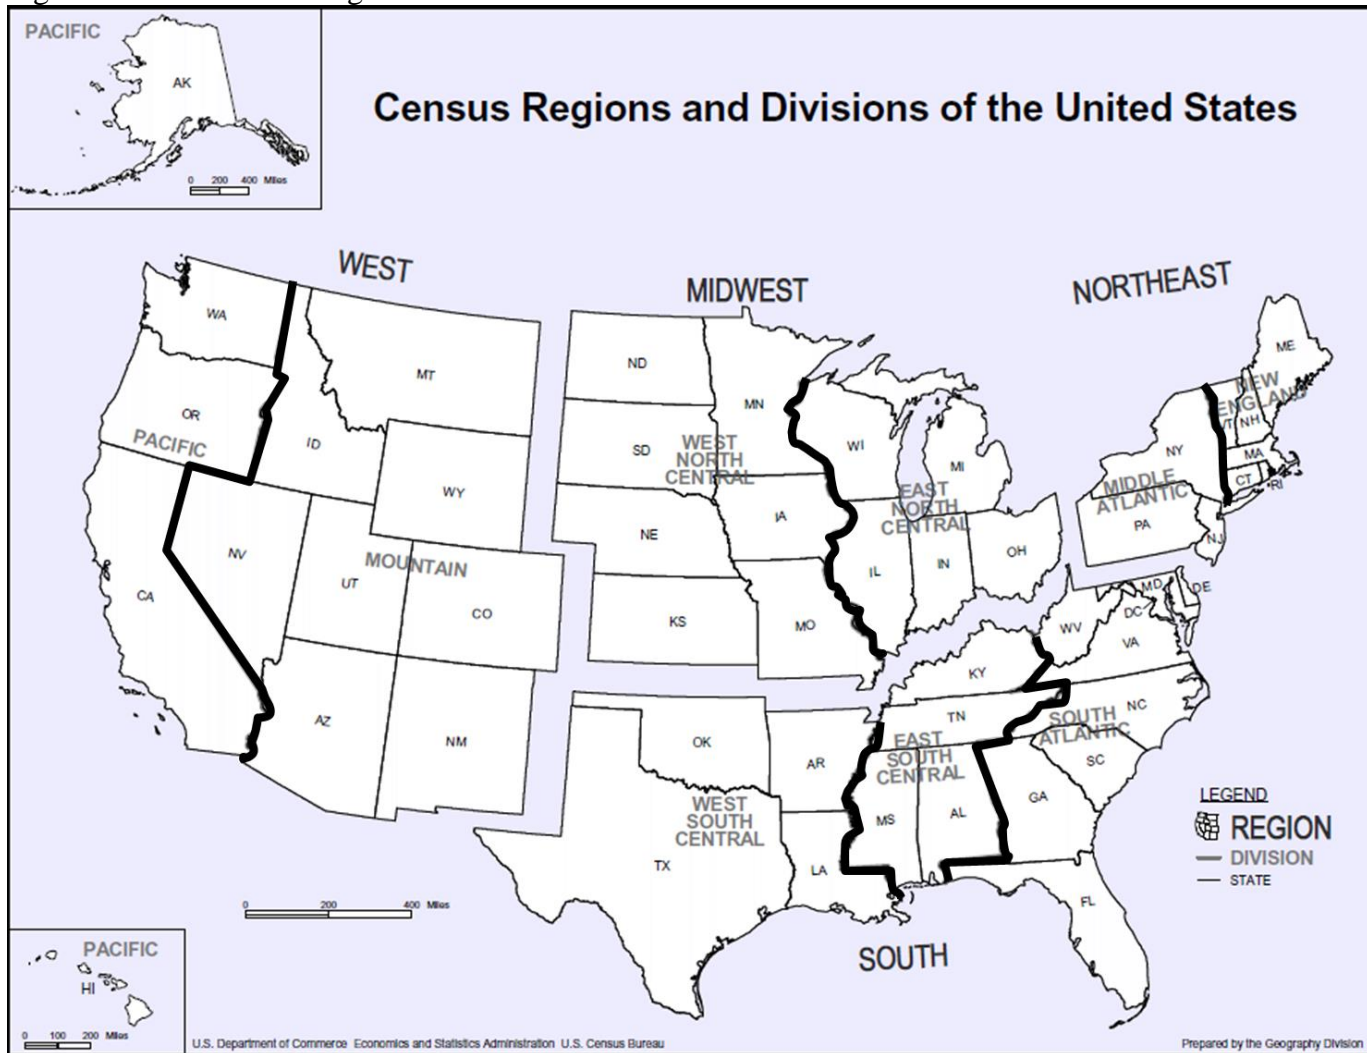 PACIFIC
AK
0 200 400 Miles
Census Regions and Divisions of the United States
WEST
MIDWEST
NORTHEAST
WA
MT
ND
MN
ME
OR
ID
SD
WI
MI
NY
VT
NH
MA
CT
RI
PACIFIC
WEST
NORTH
CENTRAL
EAST
NORTH
CENTRAL
MIDDLE
ATLANTIC
NEW
ENGLAND
WY
NE
IA
PA
NJ
NV
UT
MOUNTAIN
CO
CA
KS
MO
IL
IN
OH
WV
MD
DE
DC
VA
KY
AZ
NM
OK
AR
TN
NC
SOUTH
ATLANTIC
SC
EAST
SOUTH
CENTRAL
WEST
SOUTH
CENTRAL
MS
AL
GA
TX
LA
FL
SOUTH
LEGEND
REGION
DIVISION
STATE
0 200 400 Miles
PACIFIC
HI
0 100 200 Miles
U.S. Department of Commerce Economics and Statistics Administration U.S. Census Bureau
Prepared by the Geography Division